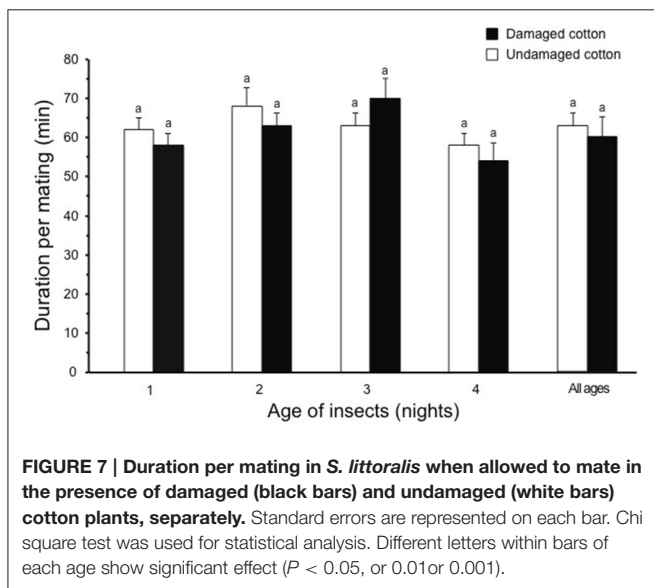 Damaged cotton
Undamaged cotton
80
70
60
50
40
30
20
10
0
Duration per mating (min)
a a a a a a a a a a
1 2 3 4 All ages
Age of insects (nights)
FIGURE 7 | Duration per mating in S. littoralis when allowed to mate in
the presence of damaged (black bars) and undamaged (white bars)
cotton plants, separately. Standard errors are represented on each bar. Chi
square test was used for statistical analysis. Different letters within bars of
each age show significant effect (P < 0.05, or 0.01or 0.001).